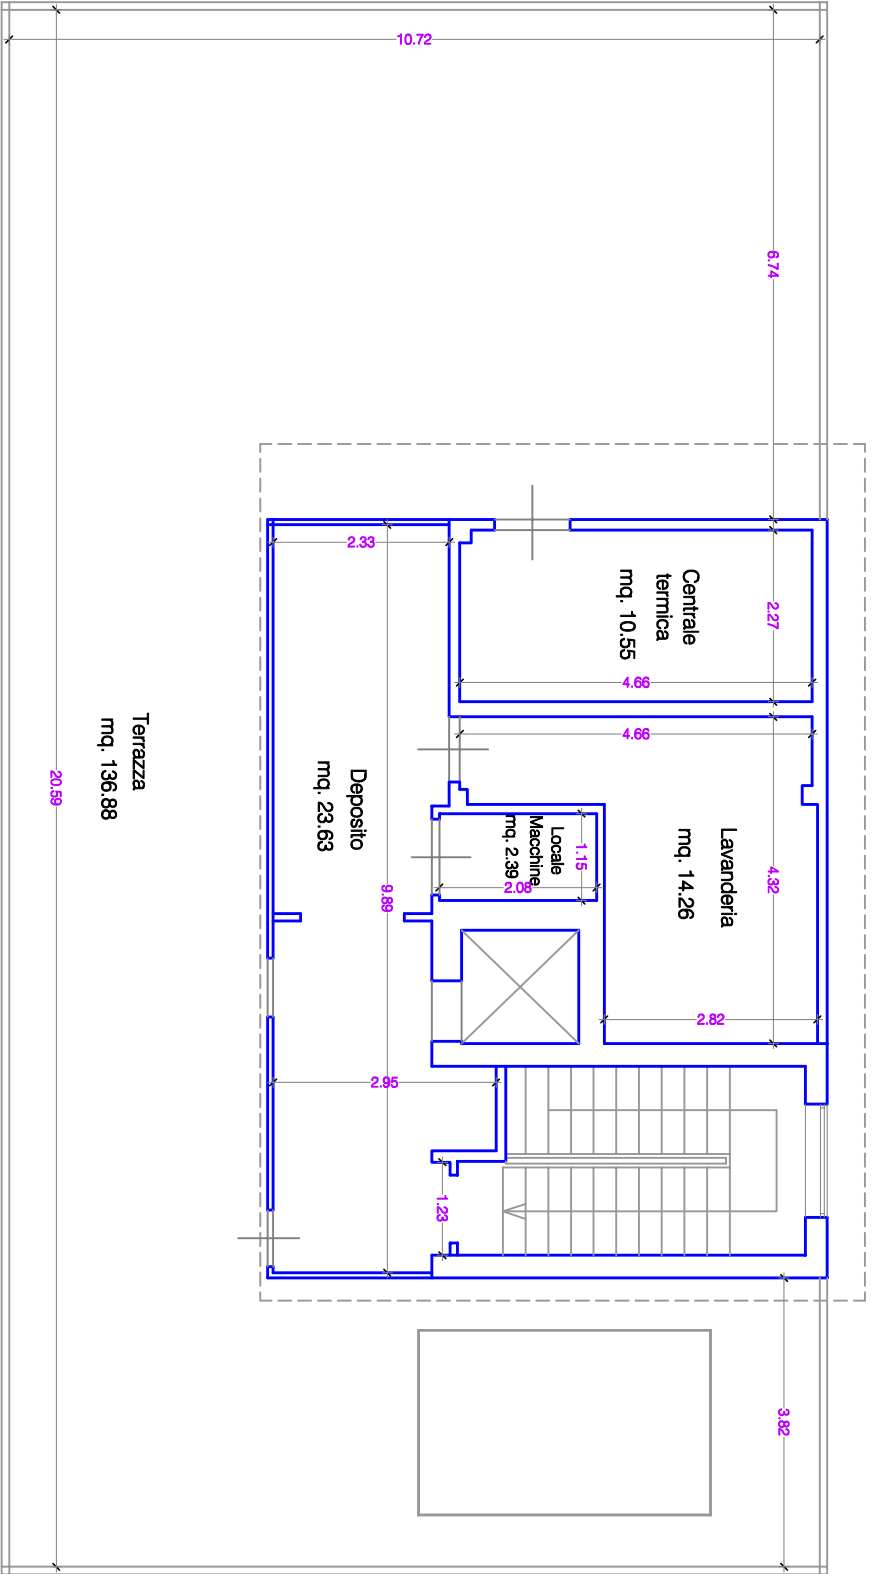 10.72
6.74
2.33
Centrale
termica
mq. 10.55
2.27
4.66
4.66
Terrazza
mq. 136.88
20.59
Deposito
mq. 23.63
Locale
Macchine
mq. 2.39
1.15
2.08
Lavanderia
mq. 14.26
4.32
9.89
2.82
2.95
1.23
3.82